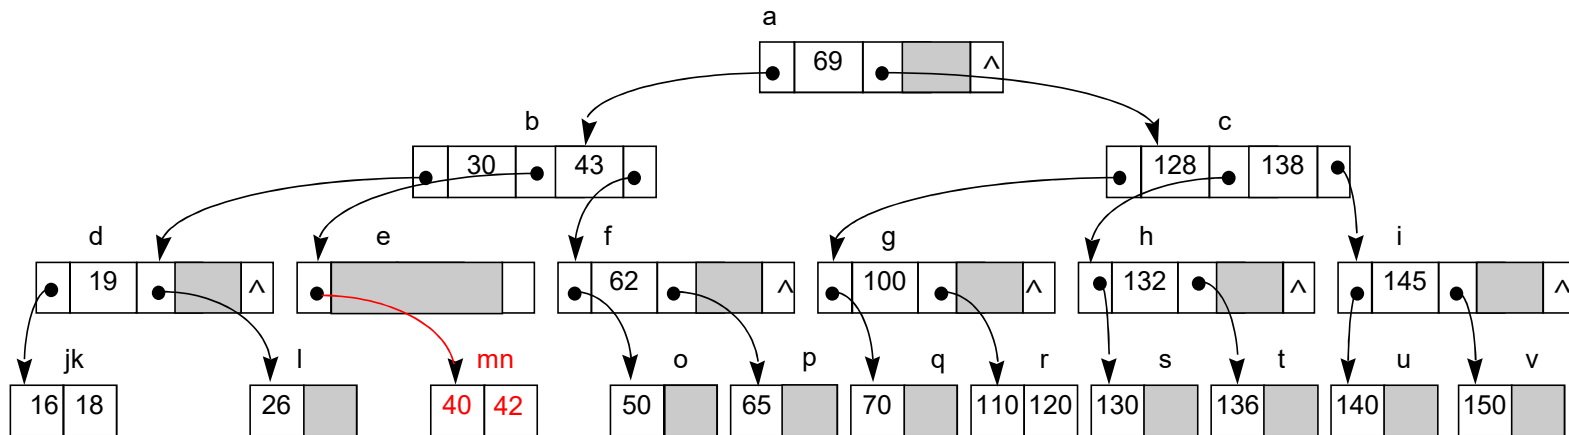 a
69 ^
b c
30 43 128 138
d e f g h i
19 ^ 62 ^ 100 ^ 132 ^ 145 ^
jk l mn o p q r s t u v
16 18 26 40 42 50 65 70 110 120 130 136 140 150